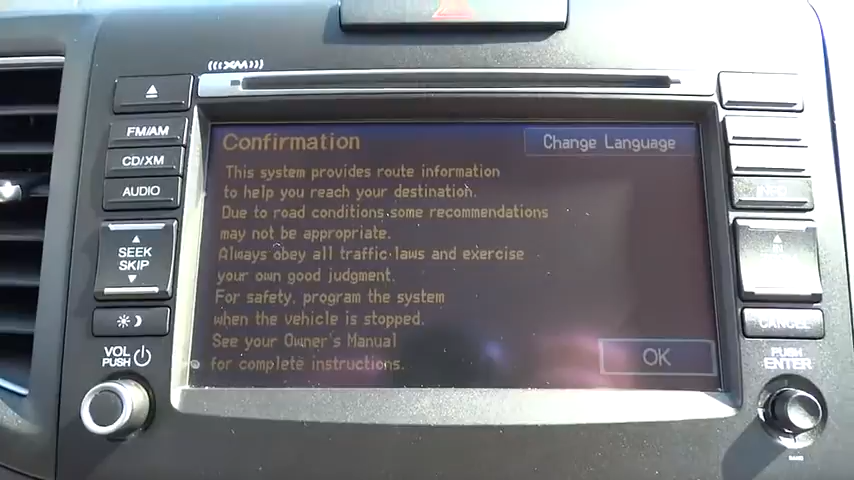 XM
FM/AM
CD/XM
AUDIO
SEEK
SKIP
VOL
PUSH
Confirmation
Change Language
This system provides route information
to help you reach your destination.
Due to road conditions, some recommendations
may not be appropriate.
Always obey all traffic laws and exercise
your own good judgment.
For safety, program the system
when the vehicle is stopped.
See your Owner's Manual
for complete instructions.
OK
INFO
CANCEL
PUSH
ENTER